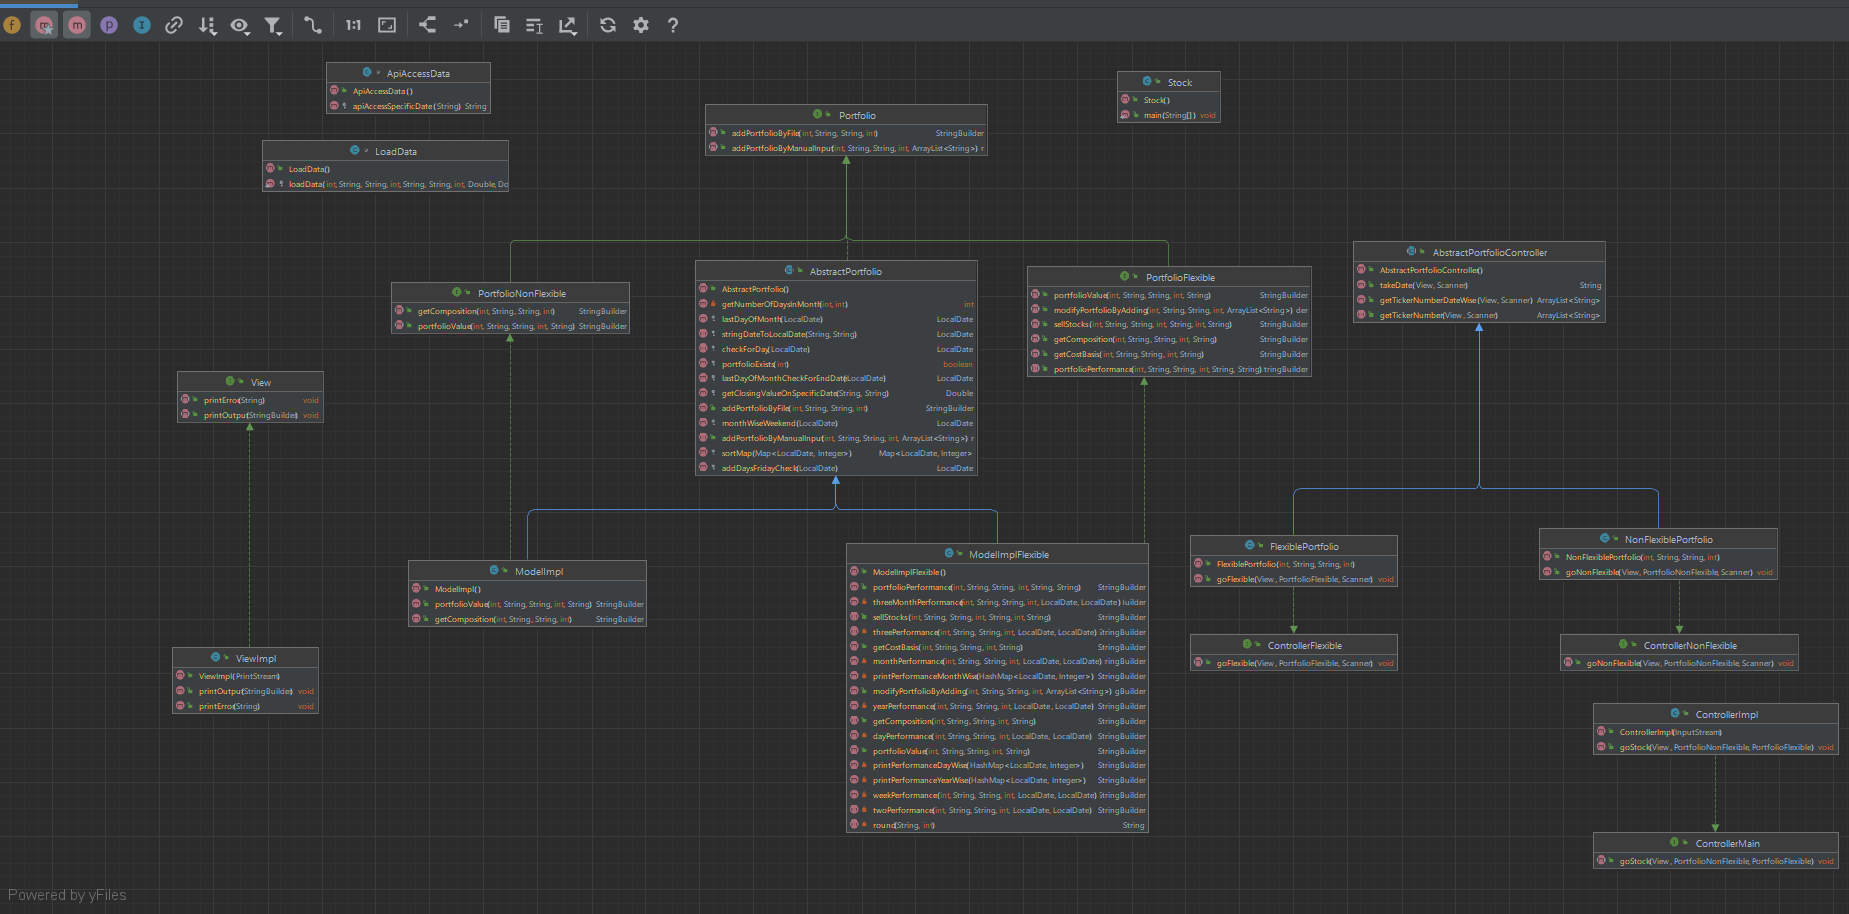 f m m p I 1:1 ?
ApiAccessData
ApiAccessData()
apiAccessSpecificDate(String) String
LoadData
LoadData()
loadData(int, String, String, int, String, String, int, Double, Do
Portfolio
addPortfolioByFile(int, String, String, int) StringBuilder
addPortfolioByManualInput(int, String, String, int, ArrayList<String>) r
Stock
Stock()
main(String[]) void
PortfolioNonFlexible
getComposition(int, String, String, int) StringBuilder
portfolioValue(int, String, String, int, String) StringBuilder
AbstractPortfolio
AbstractPortfolio()
getNumberOfDaysInMonth(int, int) int
lastDayOfMonth(LocalDate) LocalDate
stringDateToLocalDate(String, String) LocalDate
checkForDay(LocalDate) LocalDate
portfolioExists(int) boolean
lastDayOfMonthCheckForEndDate(LocalDate) LocalDate
getClosingValueOnSpecificDate(String, String) Double
addPortfolioByFile(int, String, String, int) StringBuilder
monthWiseWeekend(LocalDate) LocalDate
addPortfolioByManualInput(int, String, String, int, ArrayList<String>) r
sortMap(Map<LocalDate, Integer>) Map<LocalDate, Integer>
addDaysFridayCheck(LocalDate) LocalDate
PortfolioFlexible
portfolioValue(int, String, String, int, String) StringBuilder
modifyPortfolioByAdding(int, String, String, int, ArrayList<String>) der
sellStocks(int, String, String, int, String, String) StringBuilder
getComposition(int, String, String, int, String) StringBuilder
getCostBasis(int, String, String, int, String) StringBuilder
portfolioPerformance(int, String, String, int, String, String) tringBuilder
AbstractPortfolioController
AbstractPortfolioController()
takeDate(View, Scanner) String
getTickerNumberDateWise(View, Scanner) ArrayList<String>
getTickerNumber(View, Scanner) ArrayList<String>
View
printError(String) void
printOutput(StringBuilder) void
ViewImpl
ViewImpl(PrintStream)
printOutput(StringBuilder) void
printError(String) void
ModelImpl
ModelImpl()
portfolioValue(int, String, String, int, String) StringBuilder
getComposition(int, String, String, int) StringBuilder
ModelImplFlexible
ModelImplFlexible()
portfolioPerformance(int, String, String, int, String, String) StringBuilder
threeMonthPerformance(int, String, String, int, LocalDate, LocalDate) luilder
sellStocks(int, String, String, int, String, String) StringBuilder
threePerformance(int, String, String, int, LocalDate, LocalDate) StringBuilder
getCostBasis(int, String, String, int, String) StringBuilder
monthPerformance(int, String, String, int, LocalDate, LocalDate) ringBuilder
printPerformanceMonthWise(HashMap<LocalDate, Integer>) StringBuilder
modifyPortfolioByAdding(int, String, String, int, ArrayList<String>) gBuilder
yearPerformance(int, String, String, int, LocalDate, LocalDate) StringBuilder
getComposition(int, String, String, int, String) StringBuilder
dayPerformance(int, String, String, int, LocalDate, LocalDate) StringBuilder
portfolioValue(int, String, String, int, String) StringBuilder
printPerformanceDayWise(HashMap<LocalDate, Integer>) StringBuilder
printPerformanceYearWise(HashMap<LocalDate, Integer>) StringBuilder
weekPerformance(int, String, String, int, LocalDate, LocalDate) StringBuilder
twoPerformance(int, String, String, int, LocalDate, LocalDate) StringBuilder
round(String, int) String
FlexiblePortfolio
FlexiblePortfolio(int, String, String, int)
goFlexible(View, PortfolioFlexible, Scanner) void
NonFlexiblePortfolio
NonFlexiblePortfolio(int, String, String, int)
goNonFlexible(View, PortfolioNonFlexible, Scanner) void
ControllerFlexible
goFlexible(View, PortfolioFlexible, Scanner) void
ControllerNonFlexible
goNonFlexible(View, PortfolioNonFlexible, Scanner) void
ControllerImpl
ControllerImpl(InputStream)
goStock(View, PortfolioNonFlexible, PortfolioFlexible) void
ControllerMain
goStock(View, PortfolioNonFlexible, PortfolioFlexible) void
Powered by yFiles